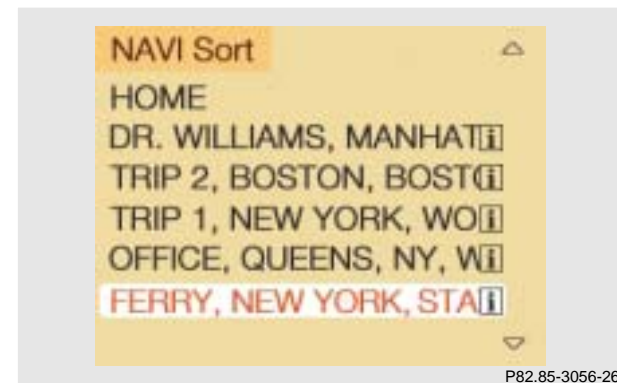 NAVI Sort
HOME
DR. WILLIAMS, MANHAT
TRIP 2, BOSTON, BOST
TRIP 1, NEW YORK, WO
OFFICE, QUEENS, NY, W
FERRY, NEW YORK, STA
P82.85-3056-26